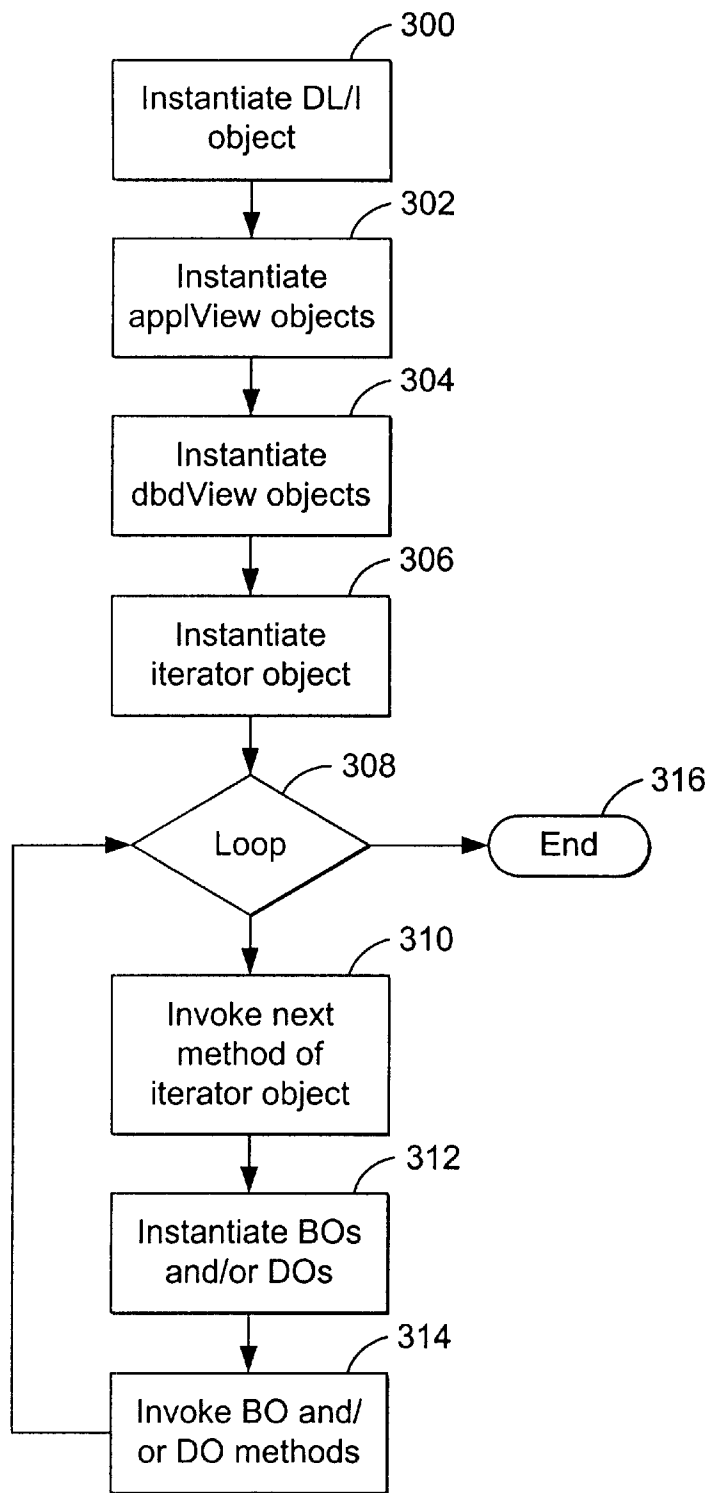 300
Instantiate DL/I
object
302
Instantiate
applView objects
304
Instantiate
dbdView objects
306
Instantiate
iterator object
308
Loop
316
End
310
Invoke next
method of
iterator object
312
Instantiate BOs
and/or DOs
314
Invoke BO and/
or DO methods